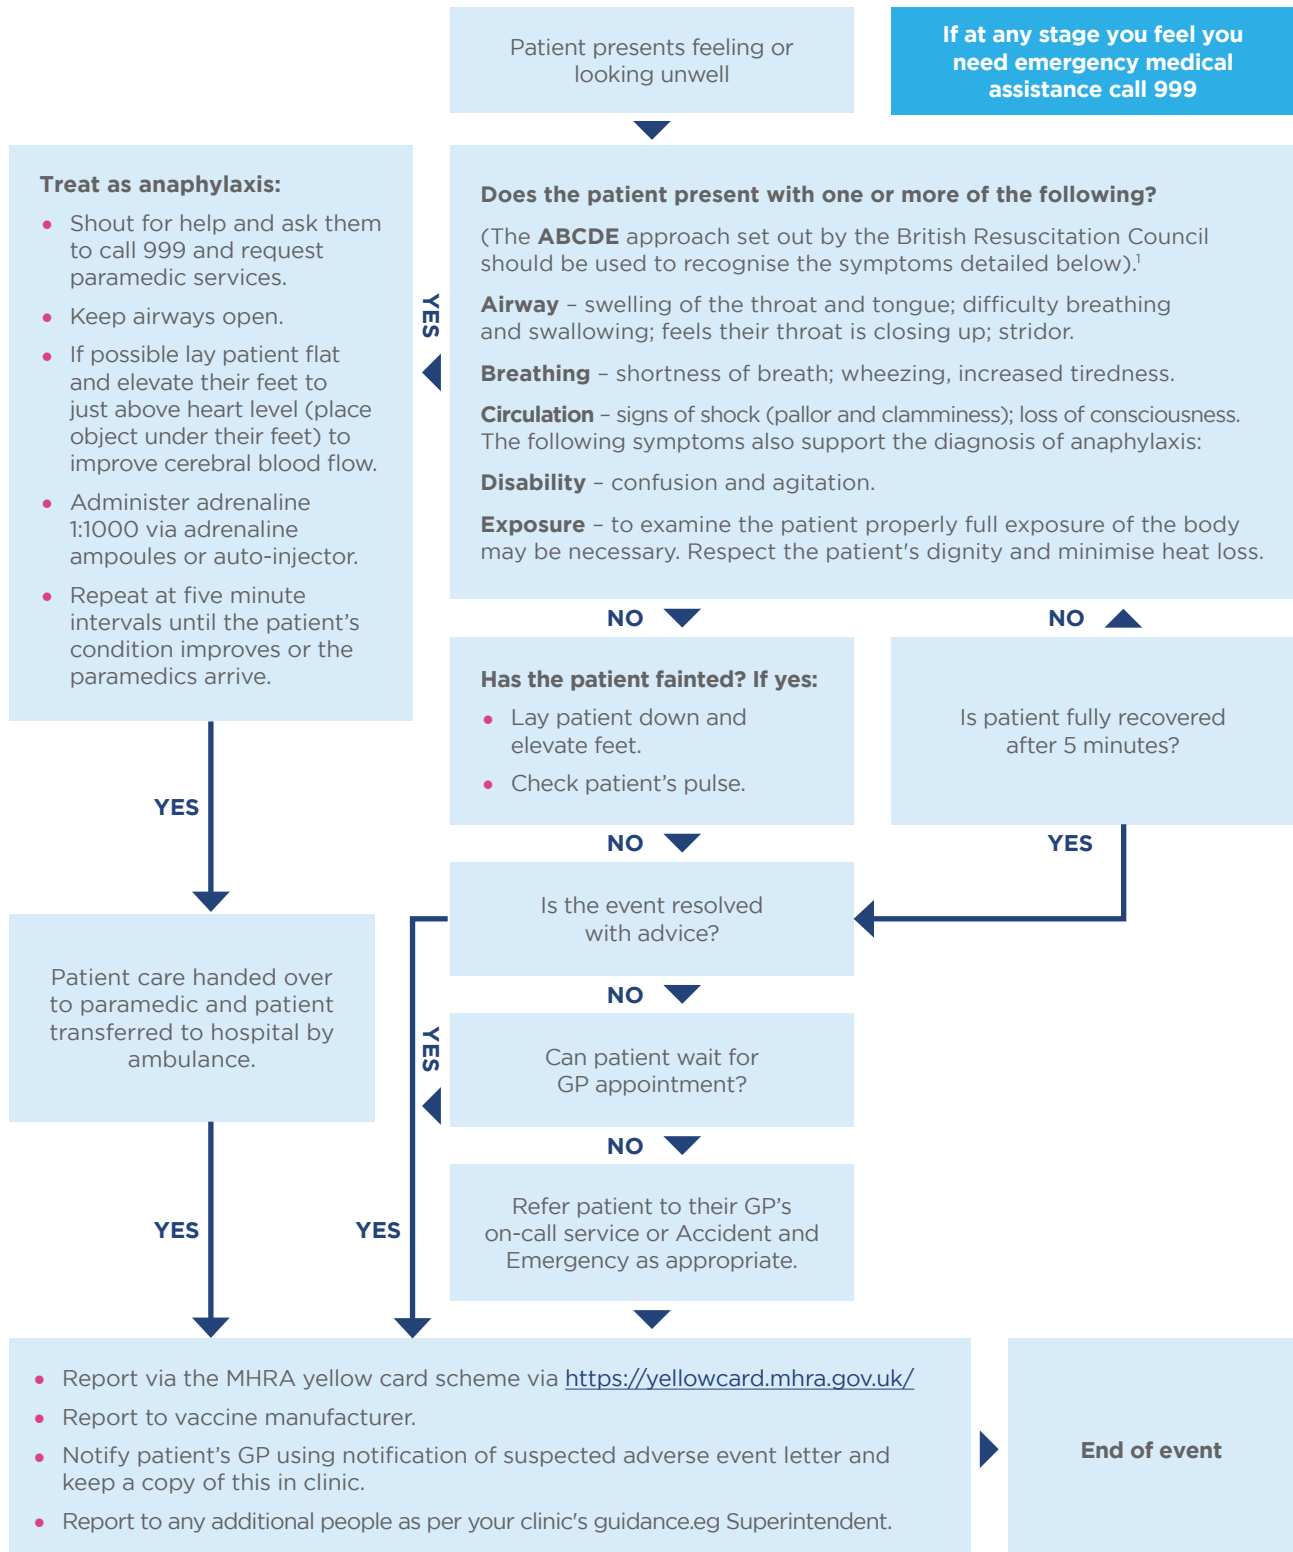 Patient presents feeling or
looking unwell
If at any stage you feel you
need emergency medical
assistance call 999
Treat as anaphylaxis:
• Shout for help and ask them
to call 999 and request
paramedic services.
• Keep airways open.
• If possible lay patient flat
and elevate their feet to
just above heart level (place
object under their feet) to
improve cerebral blood flow.
• Administer adrenaline
1:1000 via adrenaline
ampoules or auto-injector.
• Repeat at five minute
intervals until the patient’s
condition improves or the
paramedics arrive.
YES
Does the patient present with one or more of the following?
(The ABCDE approach set out by the British Resuscitation Council
should be used to recognise the symptoms detailed below).¹
Airway – swelling of the throat and tongue; difficulty breathing
and swallowing; feels their throat is closing up; stridor.
Breathing – shortness of breath; wheezing, increased tiredness.
Circulation – signs of shock (pallor and clamminess); loss of consciousness.
The following symptoms also support the diagnosis of anaphylaxis:
Disability – confusion and agitation.
Exposure – to examine the patient properly full exposure of the body
may be necessary. Respect the patient's dignity and minimise heat loss.
NO
NO
Has the patient fainted? If yes:
• Lay patient down and
elevate feet.
• Check patient’s pulse.
Is patient fully recovered
after 5 minutes?
YES
NO
YES
Is the event resolved
with advice?
Patient care handed over
to paramedic and patient
transferred to hospital by
ambulance.
NO
YES
Can patient wait for
GP appointment?
NO
Refer patient to their GP’s
on-call service or Accident and
Emergency as appropriate.
YES
YES
• Report via the MHRA yellow card scheme via https://yellowcard.mhra.gov.uk/
• Report to vaccine manufacturer.
• Notify patient’s GP using notification of suspected adverse event letter and
keep a copy of this in clinic.
• Report to any additional people as per your clinic's guidance.eg Superintendent.
End of event